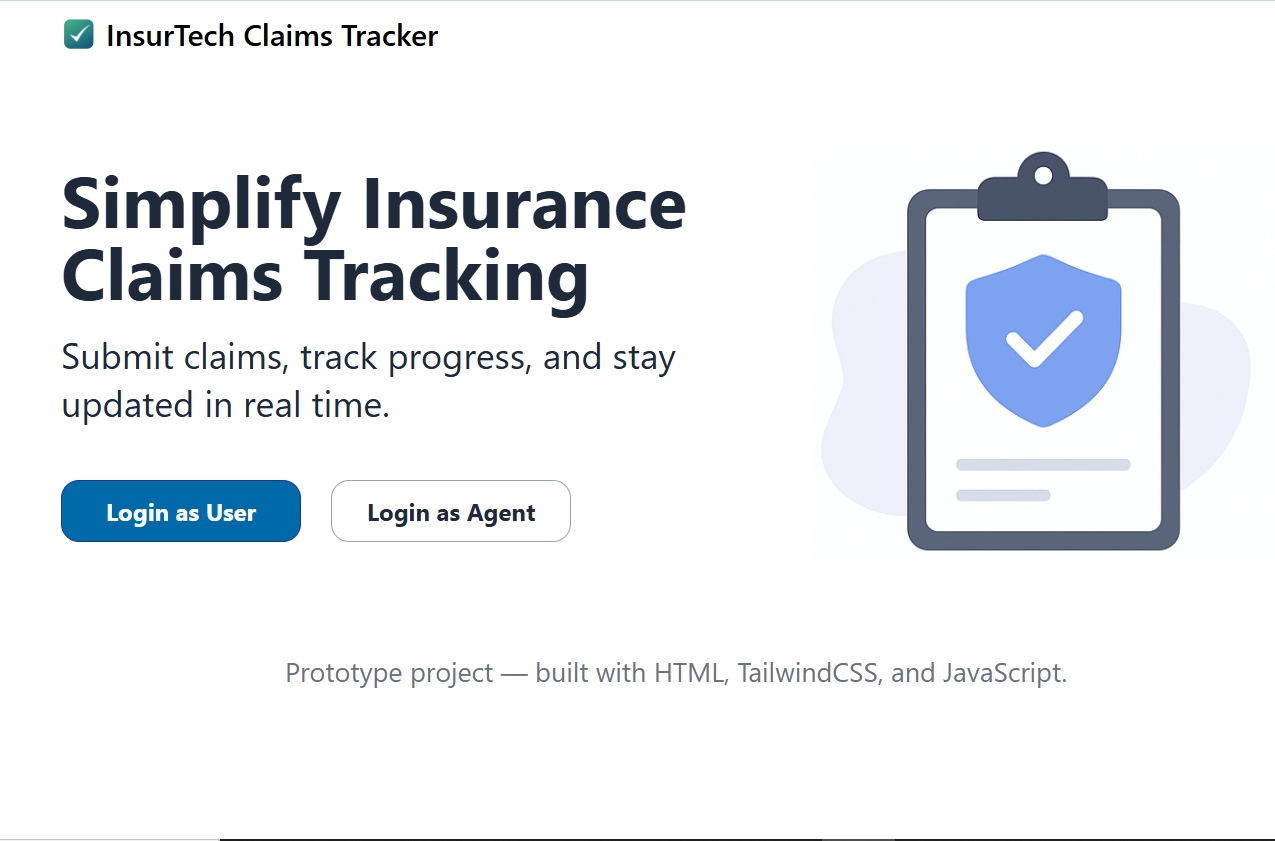 InsurTech Claims Tracker
Simplify Insurance
Claims Tracking
Submit claims, track progress, and stay
updated in real time.
Login as User
Login as Agent
Prototype project — built with HTML, TailwindCSS, and JavaScript.